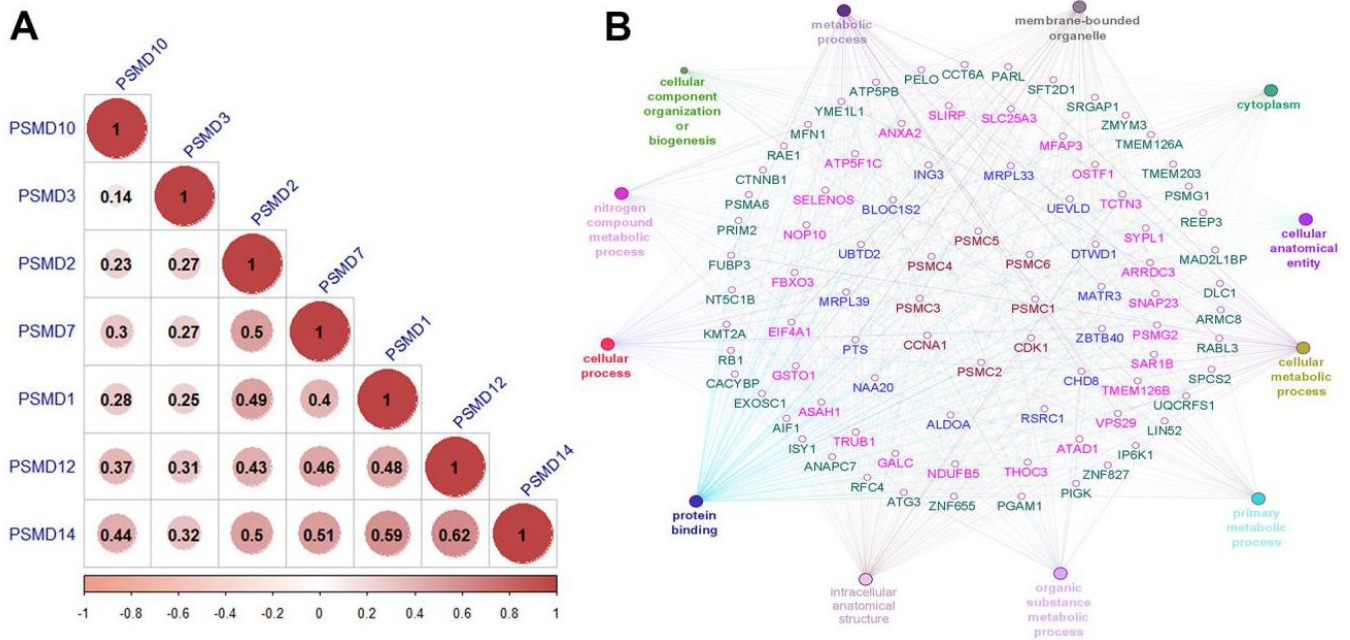 A
PSMD10
PSMD3
PSMD2
PSMD7
PSMD1
PSMD12
PSMD14
PSMD10 1
PSMD3 0.14 1
PSMD2 0.23 0.27 1
PSMD7 0.3 0.27 0.5 1
PSMD1 0.28 0.25 0.49 0.4 1
PSMD12 0.37 0.31 0.43 0.46 0.48 1
PSMD14 0.44 0.32 0.5 0.51 0.59 0.62 1
-1 -0.8 -0.6 -0.4 -0.2 0 0.2 0.4 0.6 0.8 1
B
metabolic
process
membrane-bounded
organelle
cellular
component
organization
or
biogenesis
cytoplasm
nitrogen
compound
metabolic
process
cellular
anatomical
entity
cellular
process
cellular
metabolic
process
protein
binding
primary
metabolic
process
intracellular
anatomical
structure
organic
substance
metabolic
process
PELO
CCT6A
PARL
ATP5PB
SFT2D1
YME1L1
SLIRP
SLC25A3
SRGAP1
MFN1
ANXA2
ZMYM3
RAE1
MFAP3
TMEM126A
ATP5F1C
ING3
MRPL33
OSTF1
TMEM203
CTNNB1
PSMA6
SELENOS
BLOC1S2
UEVLD
TCTN3
PSMG1
PRIM2
NOP10
REEP3
PSMC5
SYPL1
UBTD2
DTWD1
MAD2L1BP
FUBP3
PSMC4
PSMC6
ARRDC3
FBXO3
NT5C1B
MRPL39
PSMC3
PSMC1
MATR3
SNAP23
DLC1
ARMC8
KMT2A
EIF4A1
PTS
CCNA1
CDK1
ZBTB40
PSMG2
RABL3
RB1
SAR1B
CACYBP
GSTO1
NAA20
PSMC2
CHD8
SPCS2
TMEM126B
EXOSC1
UQCRFS1
ASAH1
AIF1
ALDOA
RSRC1
VPS29
LIN52
ISY1
TRUB1
ATAD1
IP6K1
ANAPC7
GALC
NDUFB5
THOC3
ZNF827
RFC4
PIGK
ATG3
ZNF655
PGAM1